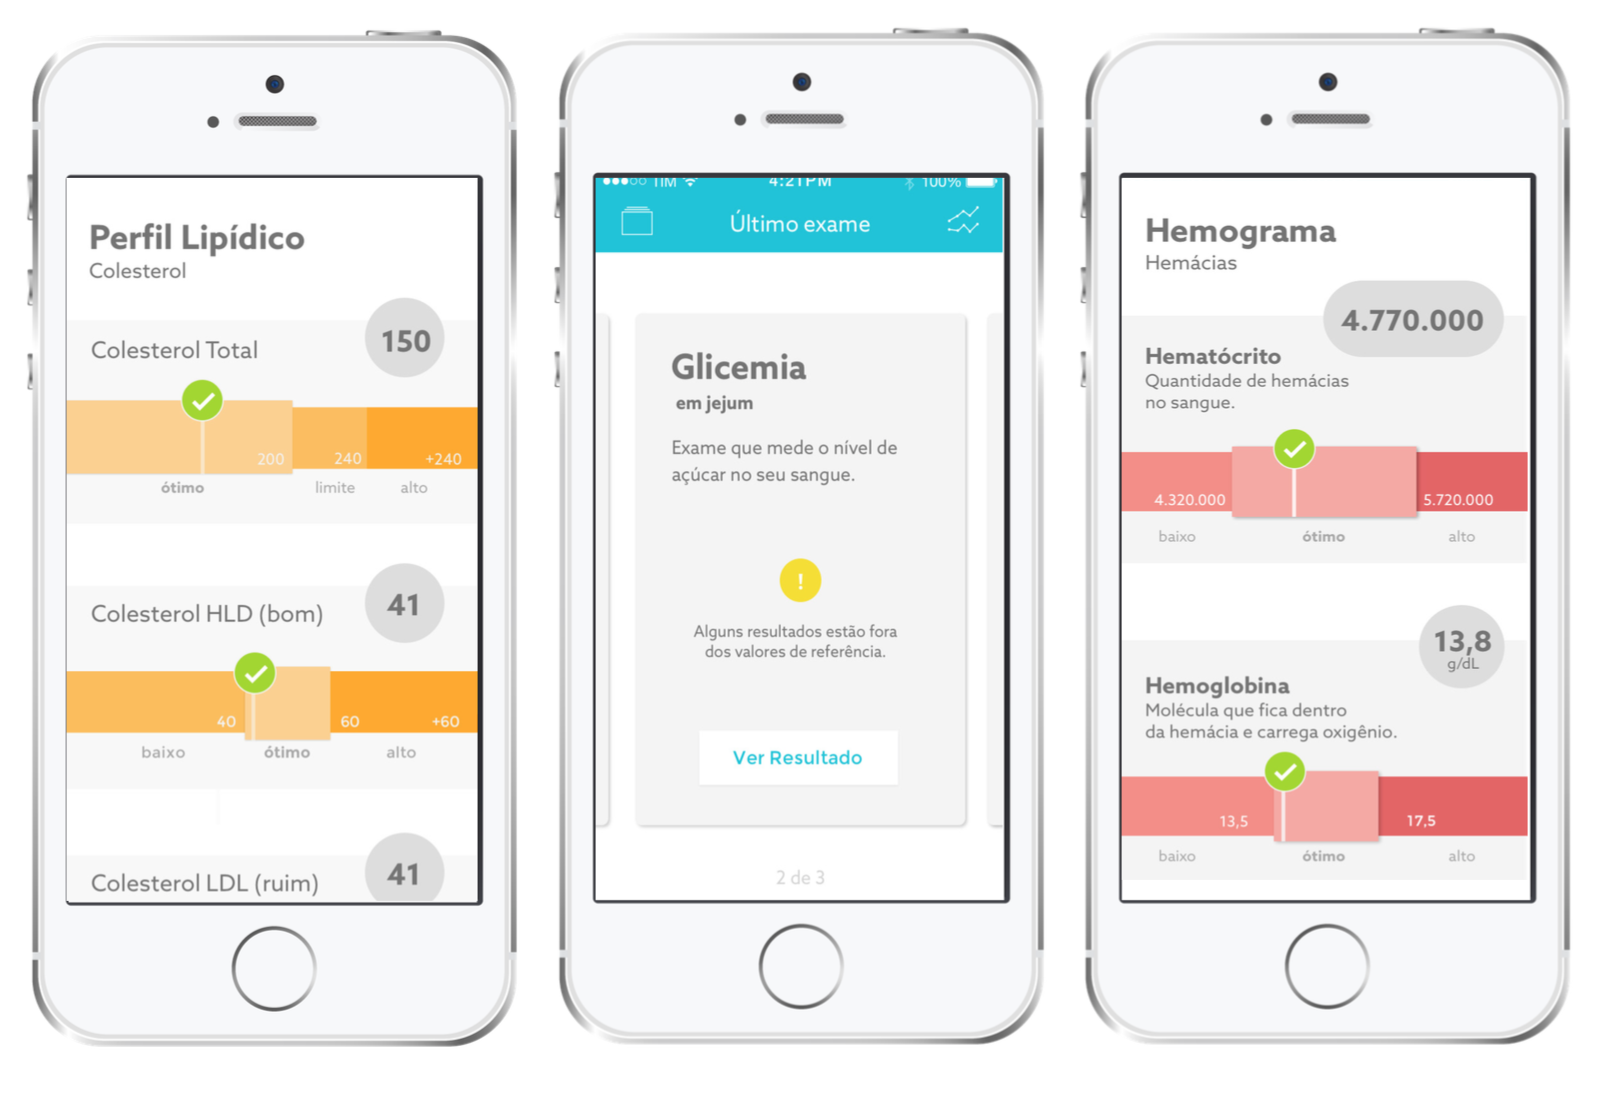 Perfil Lipídico
Colesterol
150
Colesterol Total
200
240
+240
ótimo
limite
alto
41
Colesterol HLD (bom)
40
60
+60
baixo
ótimo
alto
41
Colesterol LDL (ruim)
TIM
4:21PM
100%
Último exame
Glicemia
em jejum
Exame que mede o nível de
açúcar no seu sangue.
!
Alguns resultados estão fora
dos valores de referência.
Ver Resultado
2 de 3
Hemograma
Hemácias
4.770.000
Hematócrito
Quantidade de hemácias
no sangue.
4.320.000
5.720.000
baixo
ótimo
alto
13,8
g/dL
Hemoglobina
Molécula que fica dentro
da hemácia e carrega oxigênio.
13,5
17,5
baixo
ótimo
alto